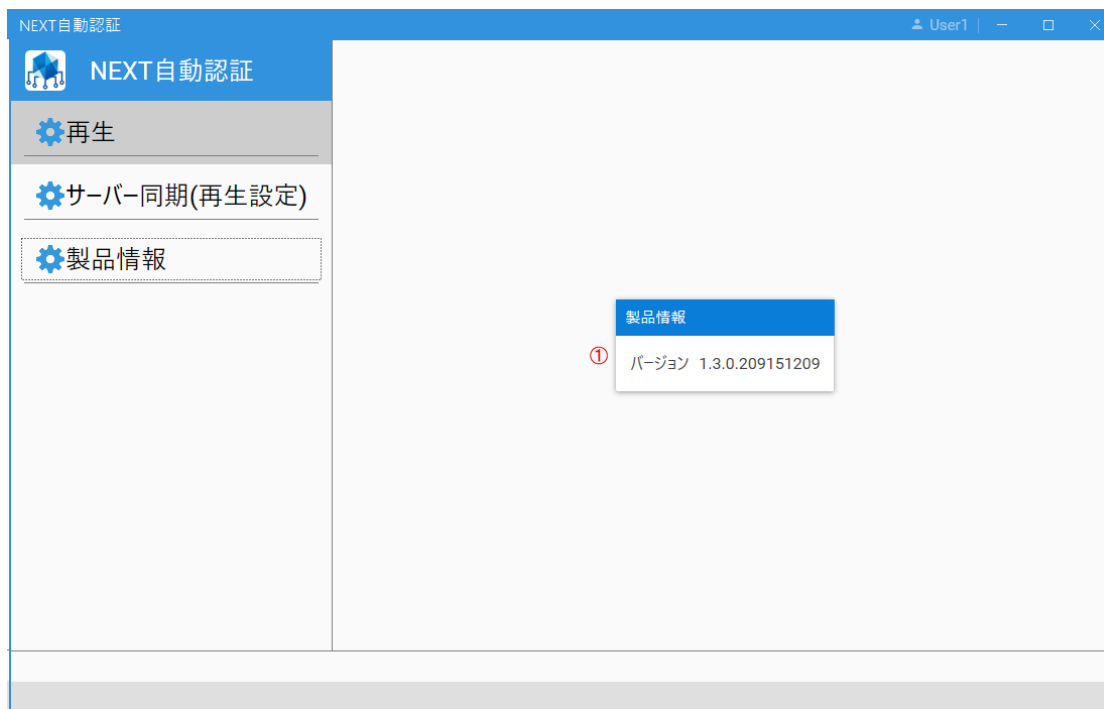 NEXT自動認証
User1
NEXT自動認証
再生
サーバー同期(再生設定)
製品情報
製品情報
① バージョン 1.3.0.209151209